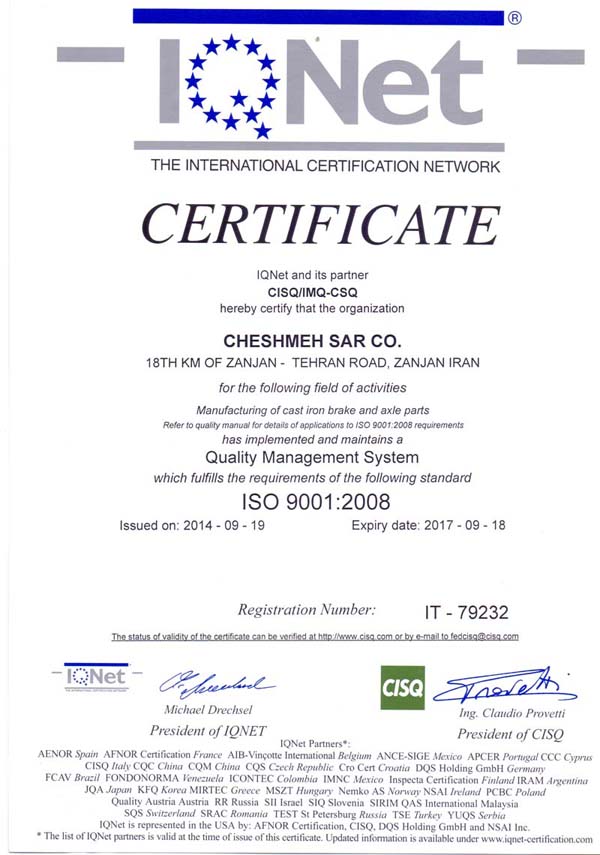 IQNet ®
THE INTERNATIONAL CERTIFICATION NETWORK
CERTIFICATE
IQNet and its partner
CISQ/IMQ-CSQ
hereby certify that the organization
CHESHMEH SAR CO.
18TH KM OF ZANJAN - TEHRAN ROAD, ZANJAN IRAN
for the following field of activities
Manufacturing of cast iron brake and axle parts
Refer to quality manual for details of applications to ISO 9001:2008 requirements
has implemented and maintains a
Quality Management System
which fulfills the requirements of the following standard
ISO 9001:2008
Issued on: 2014 - 09 - 19 Expiry date: 2017 - 09 - 18
Registration Number: IT - 79232
The status of validity of the certificate can be verified at http://www.cisq.com or by e-mail to fedcisq@cisq.com
IQNet
THE INTERNATIONAL CERTIFICATION NETWORK
CISQ
Michael Drechsel
Ing. Claudio Provetti
President of IQNET
President of CISQ
IQNet Partners*:
AENOR Spain AFNOR Certification France AIB-Vinçotte International Belgium ANCE-SIGE Mexico APCER Portugal CCC Cyprus
CISQ Italy CQC China CQM China CQS Czech Republic Cro Cert Croatia DQS Holding GmbH Germany
FCAV Brazil FONDONORMA Venezuela ICONTEC Colombia IMNC Mexico Inspecta Certification Finland IRAM Argentina
JQA Japan KFQ Korea MIRTEC Greece MSZT Hungary Nemko AS Norway NSAI Ireland PCBC Poland
Quality Austria Austria RR Russia SII Israel SIQ Slovenia SIRIM QAS International Malaysia
SQS Switzerland SRAC Romania TEST St Petersburg Russia TSE Turkey YUQS Serbia
IQNet is represented in the USA by: AFNOR Certification, CISQ, DQS Holding GmbH and NSAI Inc.
* The list of IQNet partners is valid at the time of issue of this certificate. Updated information is available under www.iqnet-certification.com